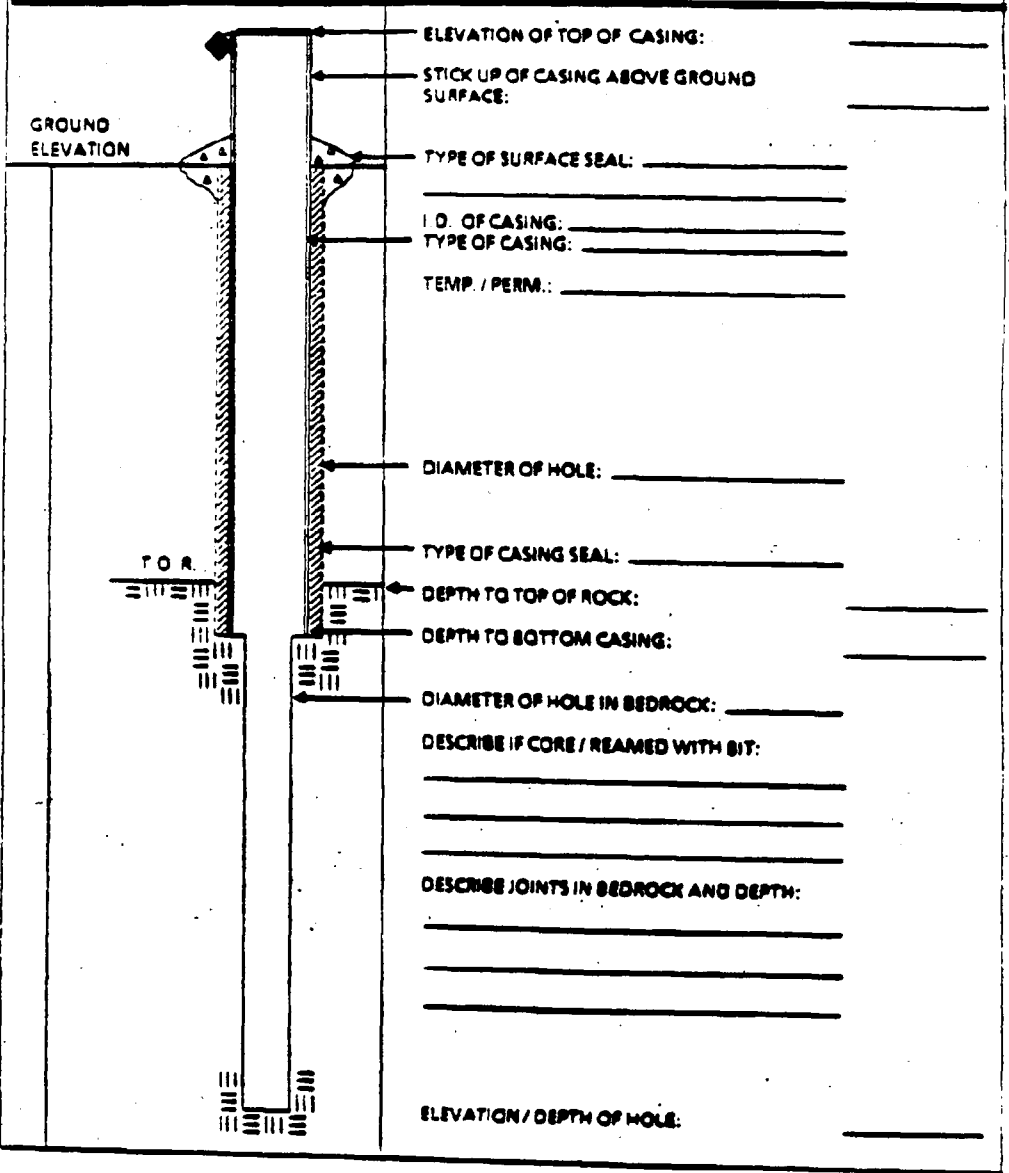 ELEVATION OF TOP OF CASING:
STICK UP OF CASING ABOVE GROUND
SURFACE:
GROUND
ELEVATION
TYPE OF SURFACE SEAL:
I.D. OF CASING:
TYPE OF CASING:
TEMP. / PERM.:
DIAMETER OF HOLE:
TYPE OF CASING SEAL:
T.O.R.
DEPTH TO TOP OF ROCK:
DEPTH TO BOTTOM CASING:
DIAMETER OF HOLE IN BEDROCK:
DESCRIBE IF CORE / REAMED WITH BIT:
DESCRIBE JOINTS IN BEDROCK AND DEPTH:
ELEVATION / DEPTH OF HOLE: